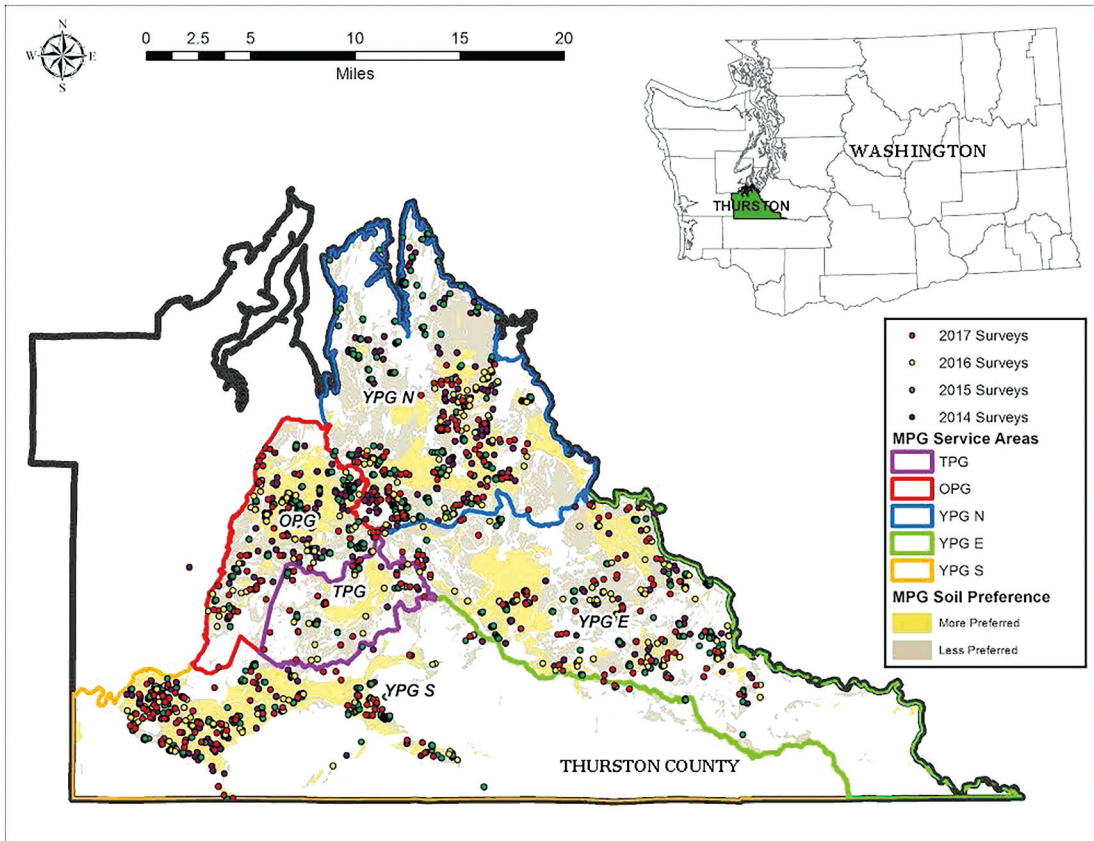 N
W E
S
0 2.5 5 10 15 20
Miles
WASHINGTON
THURSTON
2017 Surveys
2016 Surveys
2015 Surveys
2014 Surveys
MPG Service Areas
TPG
OPG
YPG N
YPG E
YPG S
MPG Soil Preference
More Preferred
Less Preferred
YPG N
OPG
TPG
YPG E
YPG S
THURSTON COUNTY